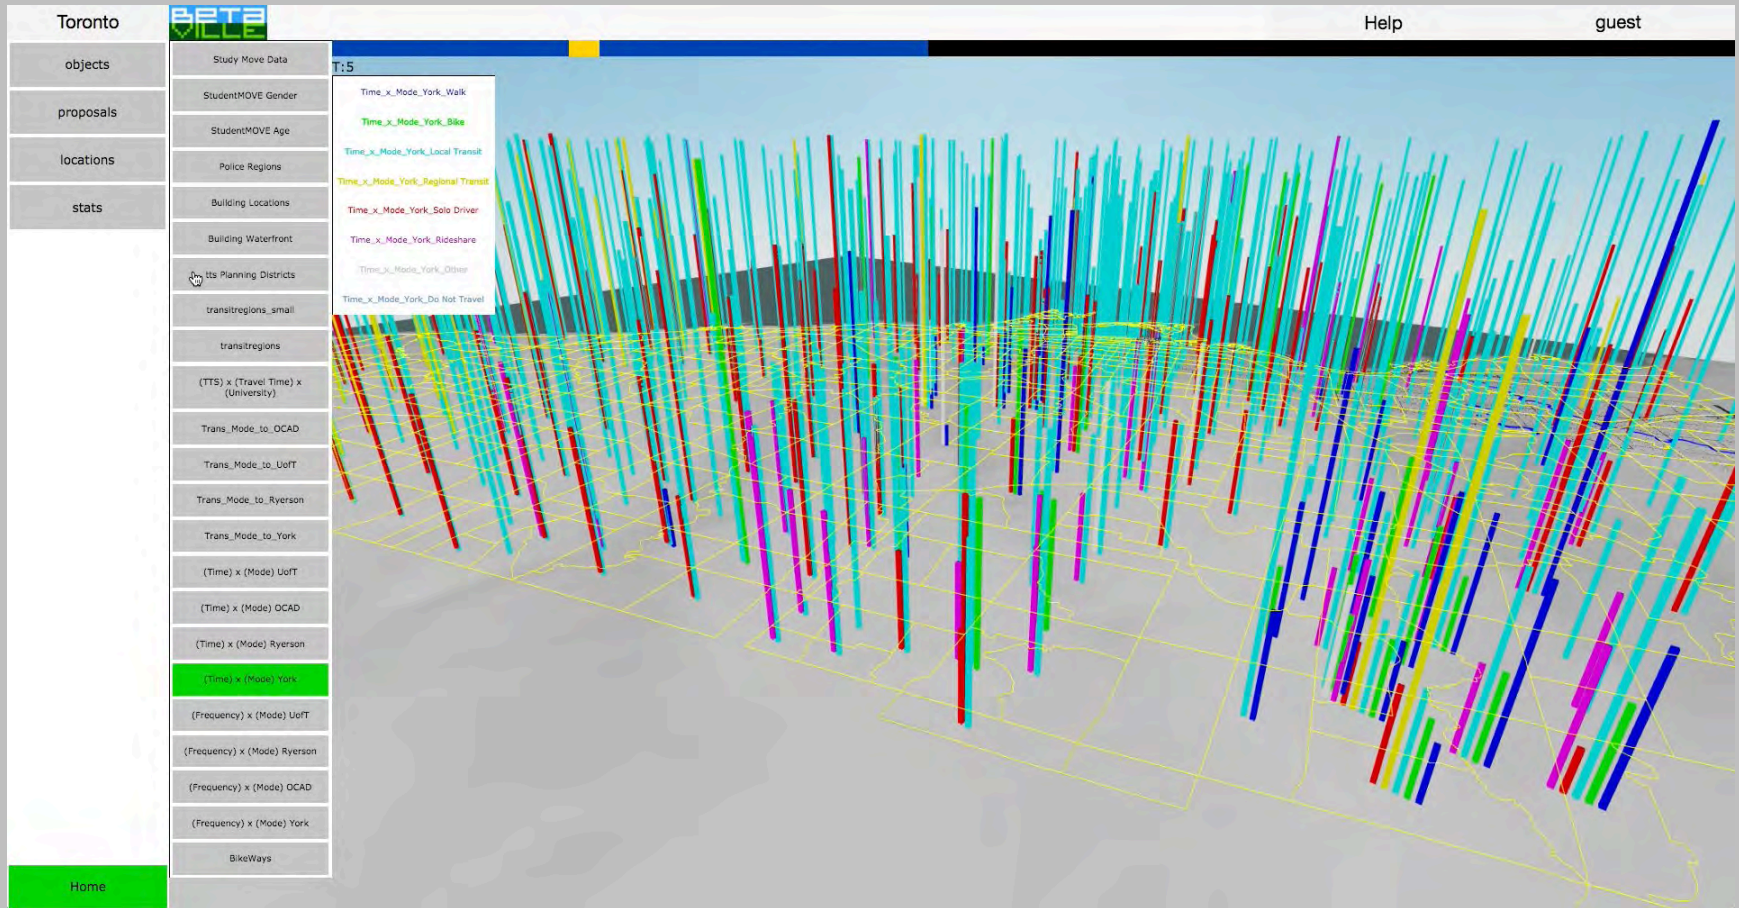 Toronto
BETA
VILLE
Help
guest
objects
proposals
locations
stats
Home
Study Move Data
StudentMOVE Gender
StudentMOVE Age
Police Regions
Building Locations
Building Waterfront
tts Planning Districts
transitregions_small
transitregions
(TTS) x (Travel Time) x
(University)
Trans_Mode_to_OCAD
Trans_Mode_to_UofT
Trans_Mode_to_Ryerson
Trans_Mode_to_York
(Time) x (Mode) UofT
(Time) x (Mode) OCAD
(Time) x (Mode) Ryerson
(Time) x (Mode) York
(Frequency) x (Mode) UofT
(Frequency) x (Mode) Ryerson
(Frequency) x (Mode) OCAD
(Frequency) x (Mode) York
BikeWays
T:5
Time_x_Mode_York_Walk
Time_x_Mode_York_Bike
Time_x_Mode_York_Local Transit
Time_x_Mode_York_Regional Transit
Time_x_Mode_York_Solo Driver
Time_x_Mode_York_Rideshare
Time_x_Mode_York_Other
Time_x_Mode_York_Do Not Travel